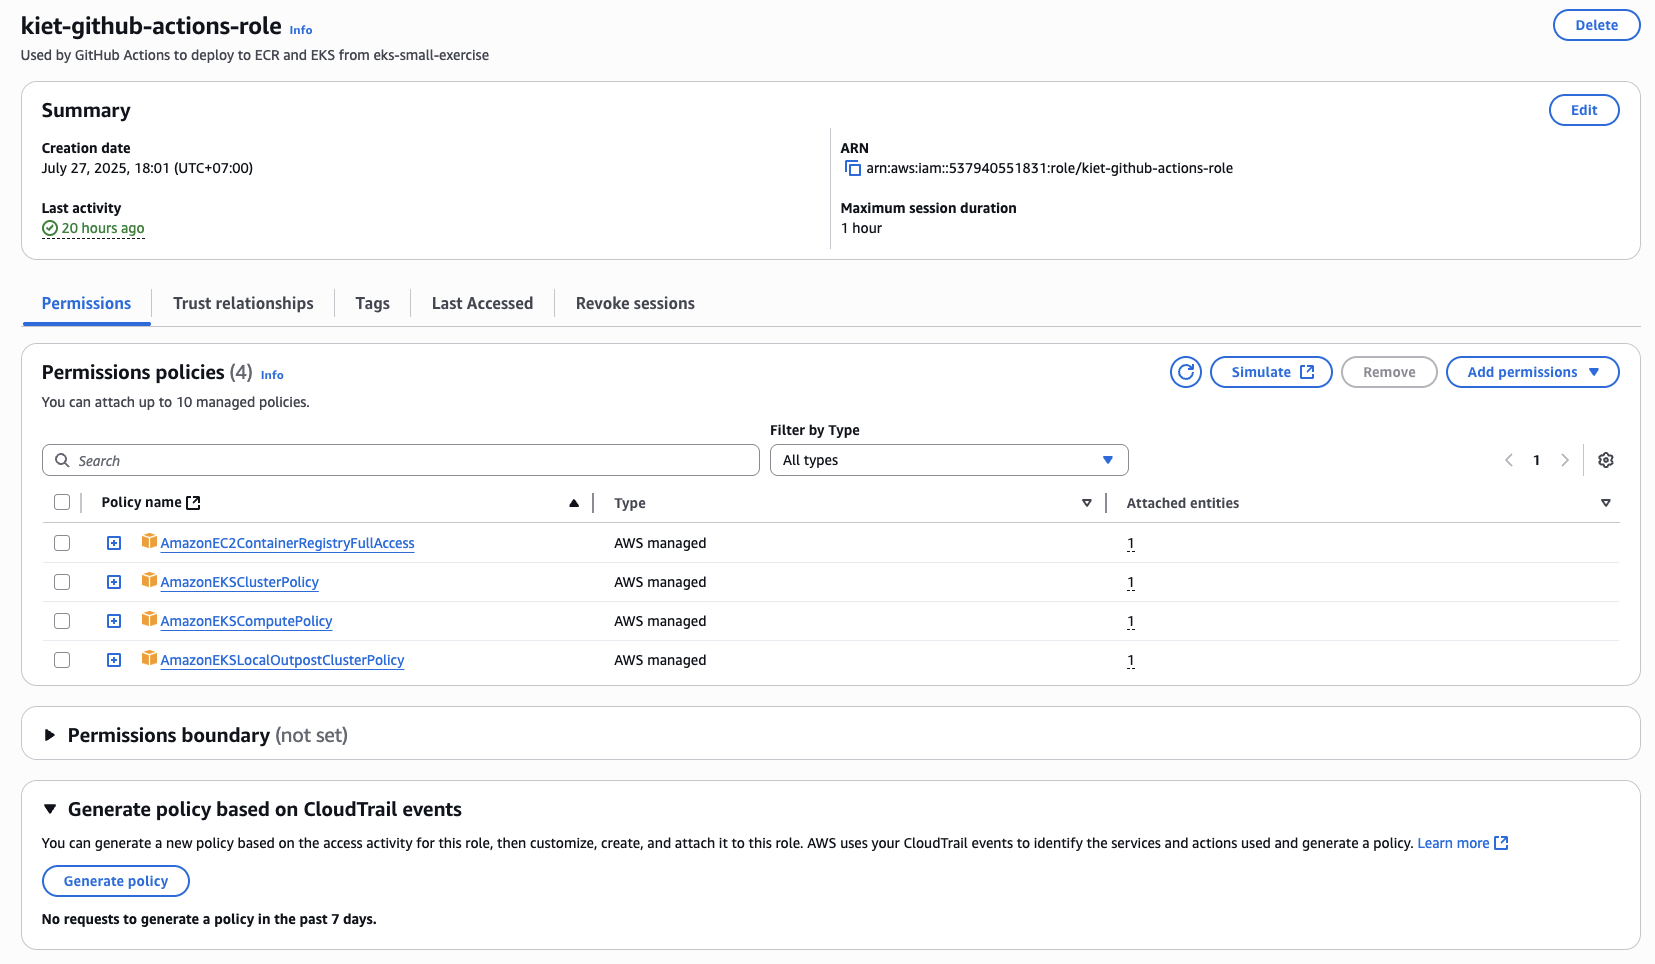 kiet-github-actions-role Info
Delete
Used by GitHub Actions to deploy to ECR and EKS from eks-small-exercise
Summary
Edit
Creation date
July 27, 2025, 18:01 (UTC+07:00)
ARN
arn:aws:iam::537940551831:role/kiet-github-actions-role
Last activity
20 hours ago
Maximum session duration
1 hour
Permissions
Trust relationships
Tags
Last Accessed
Revoke sessions
Permissions policies (4) Info
Simulate
Remove
Add permissions
You can attach up to 10 managed policies.
Filter by Type
Search
All types
1
Policy name
Type
Attached entities
AmazonEC2ContainerRegistryFullAccess
AWS managed
1
AmazonEKSClusterPolicy
AWS managed
1
AmazonEKSComputePolicy
AWS managed
1
AmazonEKSLocalOutpostClusterPolicy
AWS managed
1
Permissions boundary (not set)
Generate policy based on CloudTrail events
You can generate a new policy based on the access activity for this role, then customize, create, and attach it to this role. AWS uses your CloudTrail events to identify the services and actions used and generate a policy. Learn more
Generate policy
No requests to generate a policy in the past 7 days.